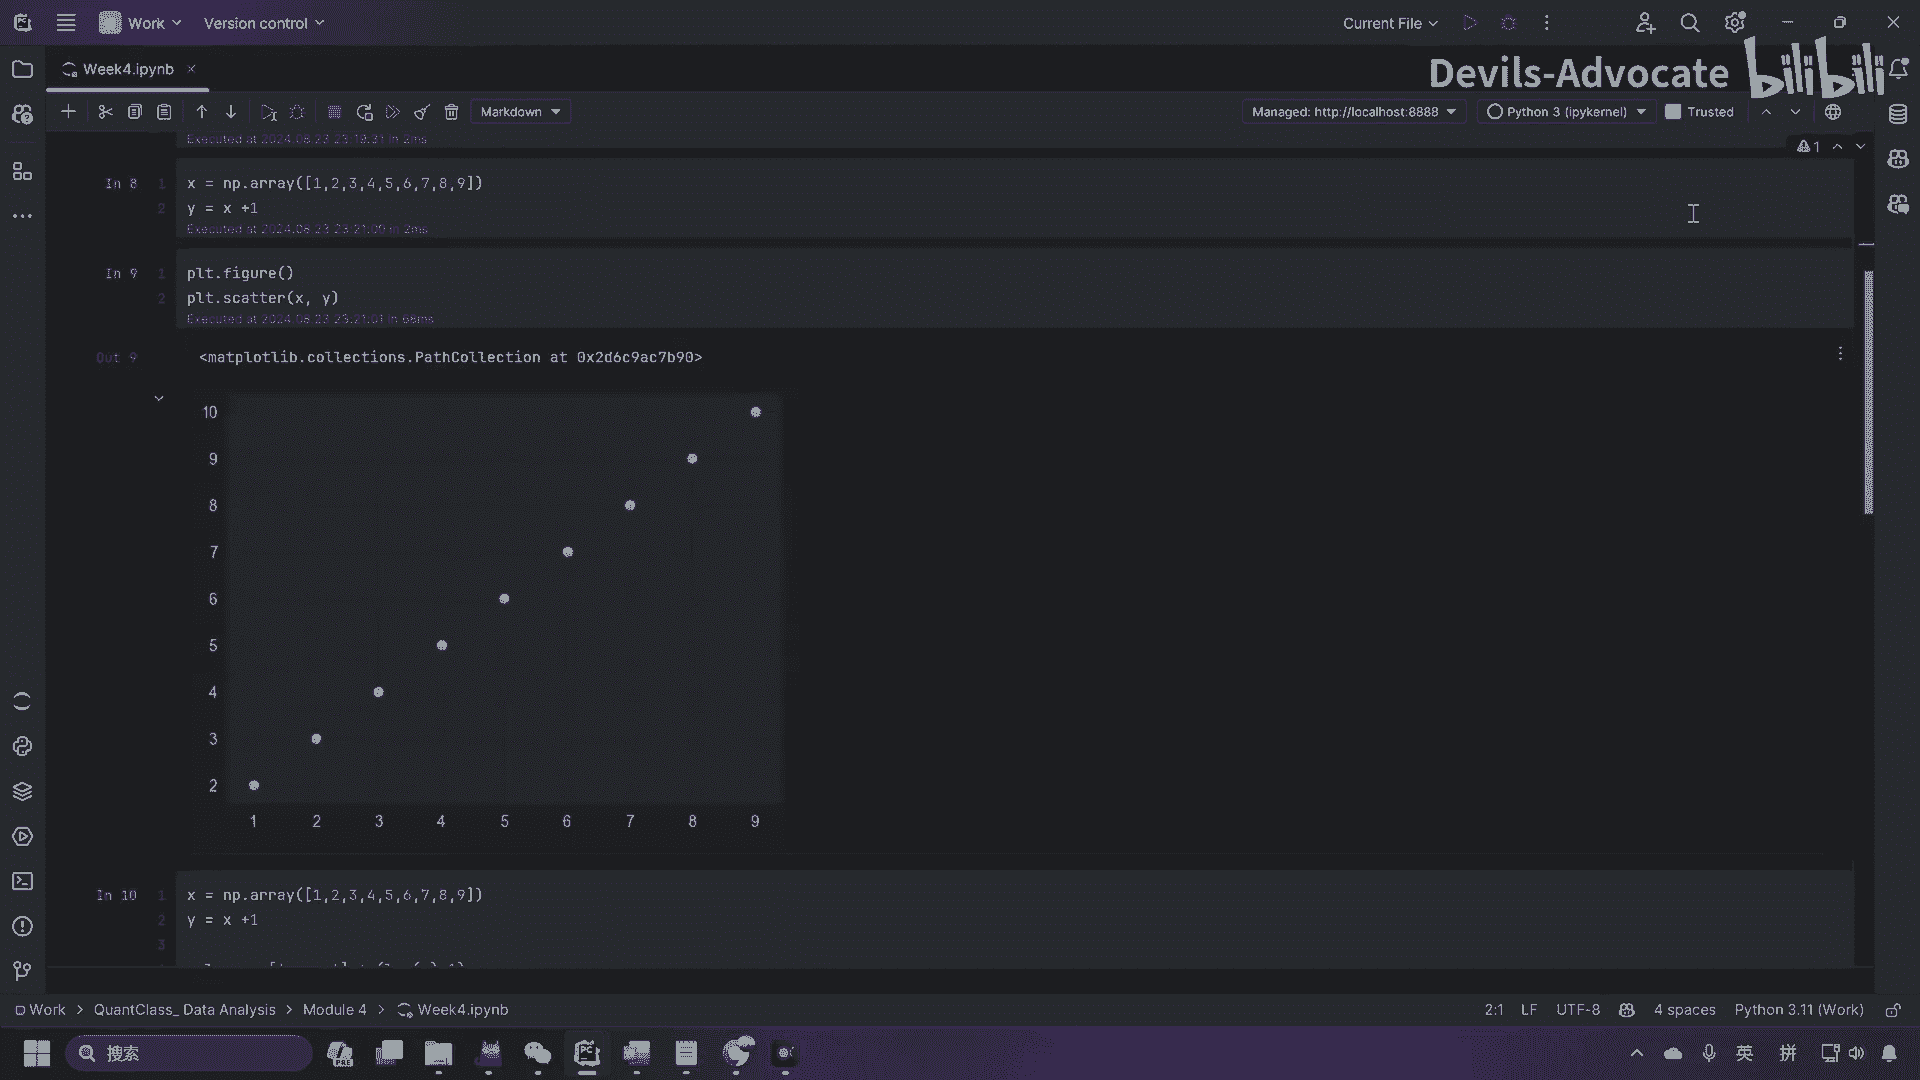 Work
Version control
Current File
Week4.ipynb
Devils-Advocate
bilibili
Markdown
Managed: http://localhost:8888
Python 3 (ipykernel)
Trusted
1
In 8
1
x = np.array([1,2,3,4,5,6,7,8,9])
2
y = x +1
In 9
1
plt.figure()
2
plt.scatter(x, y)
Out 9
<matplotlib.collections.PathCollection at 0x2d6c9ac7b90>
10
9
8
7
6
5
4
3
2
1 2 3 4 5 6 7 8 9
In 10
1
x = np.array([1,2,3,4,5,6,7,8,9])
2
y = x +1
3
Work > QuantClass_ Data Analysis > Module 4 > Week4.ipynb
2:1 LF UTF-8 4 spaces Python 3.11 (Work)
搜索
PRE
英
拼